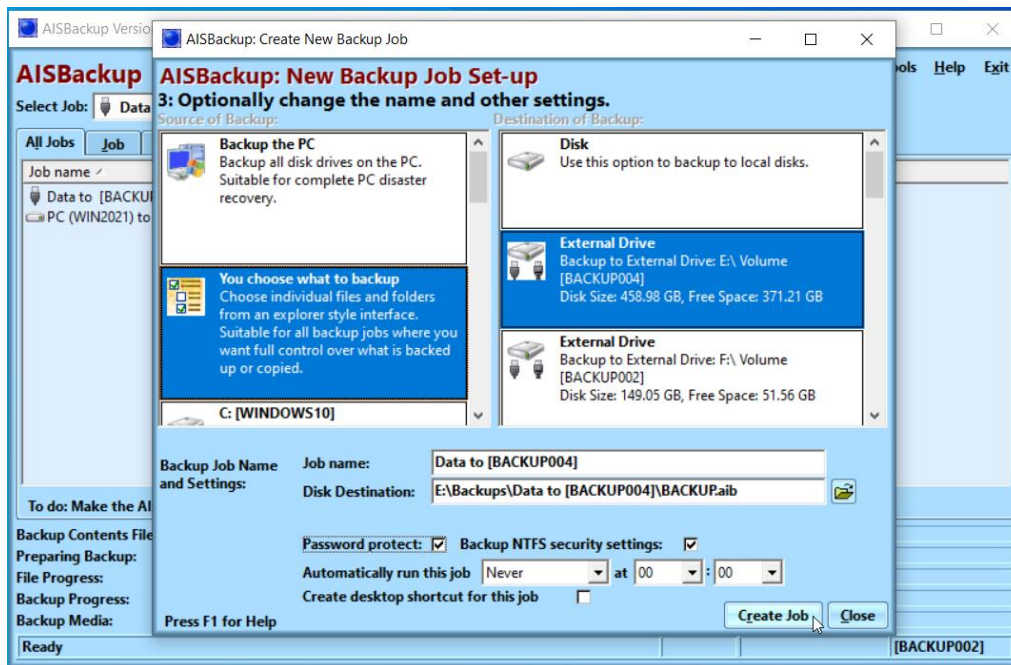 AISBackup Versio
AISBackup: Create New Backup Job
AISBackup
ools Help Exit
Select Job: Data
All Jobs Job
Job name
Data to [BACKUP
PC (WIN2021) to
To do: Make the AI
Backup Contents File
Preparing Backup:
File Progress:
Backup Progress:
Backup Media:
Ready
[BACKUP002]
AISBackup: New Backup Job Set-up
3: Optionally change the name and other settings.
Source of Backup:
Destination of Backup:
Backup the PC
Backup all disk drives on the PC.
Suitable for complete PC disaster
recovery.
You choose what to backup
Choose individual files and folders
from an explorer style interface.
Suitable for all backup jobs where you
want full control over what is backed
up or copied.
C: [WINDOWS10]
Disk
Use this option to backup to local disks.
External Drive
Backup to External Drive: E:\ Volume
[BACKUP004]
Disk Size: 458.98 GB, Free Space: 371.21 GB
External Drive
Backup to External Drive: F:\ Volume
[BACKUP002]
Disk Size: 149.05 GB, Free Space: 51.56 GB
Backup Job Name
and Settings:
Job name: Data to [BACKUP004]
Disk Destination: E:\Backups\Data to [BACKUP004]\BACKUP.aib
Password protect: Backup NTFS security settings:
Automatically run this job Never at 00 : 00
Create desktop shortcut for this job
Press F1 for Help
Create Job Close